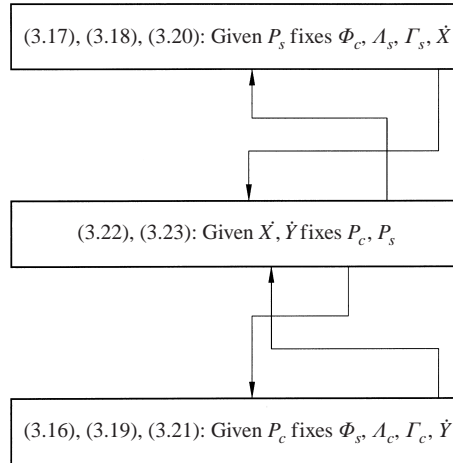 (3.17), (3.18), (3.20): Given P_s fixes Φ_c, Λ_s, Γ_s, Ẋ
(3.22), (3.23): Given Ẋ, Ẏ fixes P_c, P_s
(3.16), (3.19), (3.21): Given P_c fixes Φ_s, Λ_c, Γ_c, Ẏ